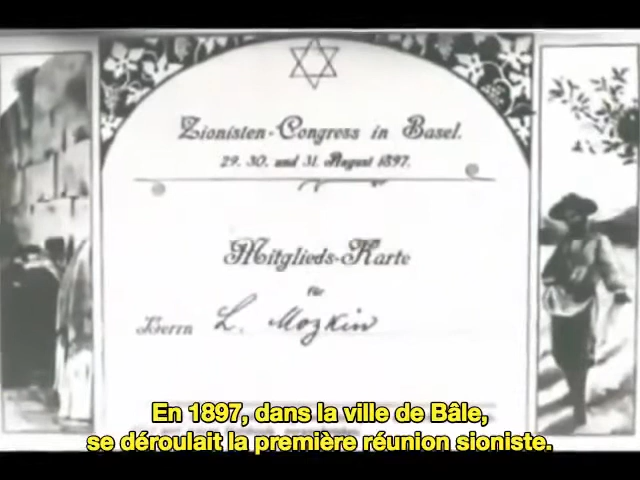 Zionisten-Congress in Basel.
29. 30. und 31. August 1897.
Mitglieds-Karte
für
Herrn L. Mozkin
En 1897, dans la ville de Bâle,
se déroulait la première réunion sioniste.